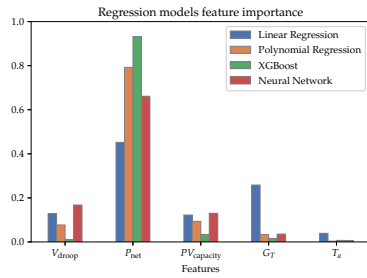 Regression models feature importance
1.0
0.8
0.6
0.4
0.2
0.0
Linear Regression
Polynomial Regression
XGBoost
Neural Network
V_droop P_net PV_capacity G_T T_a
Features